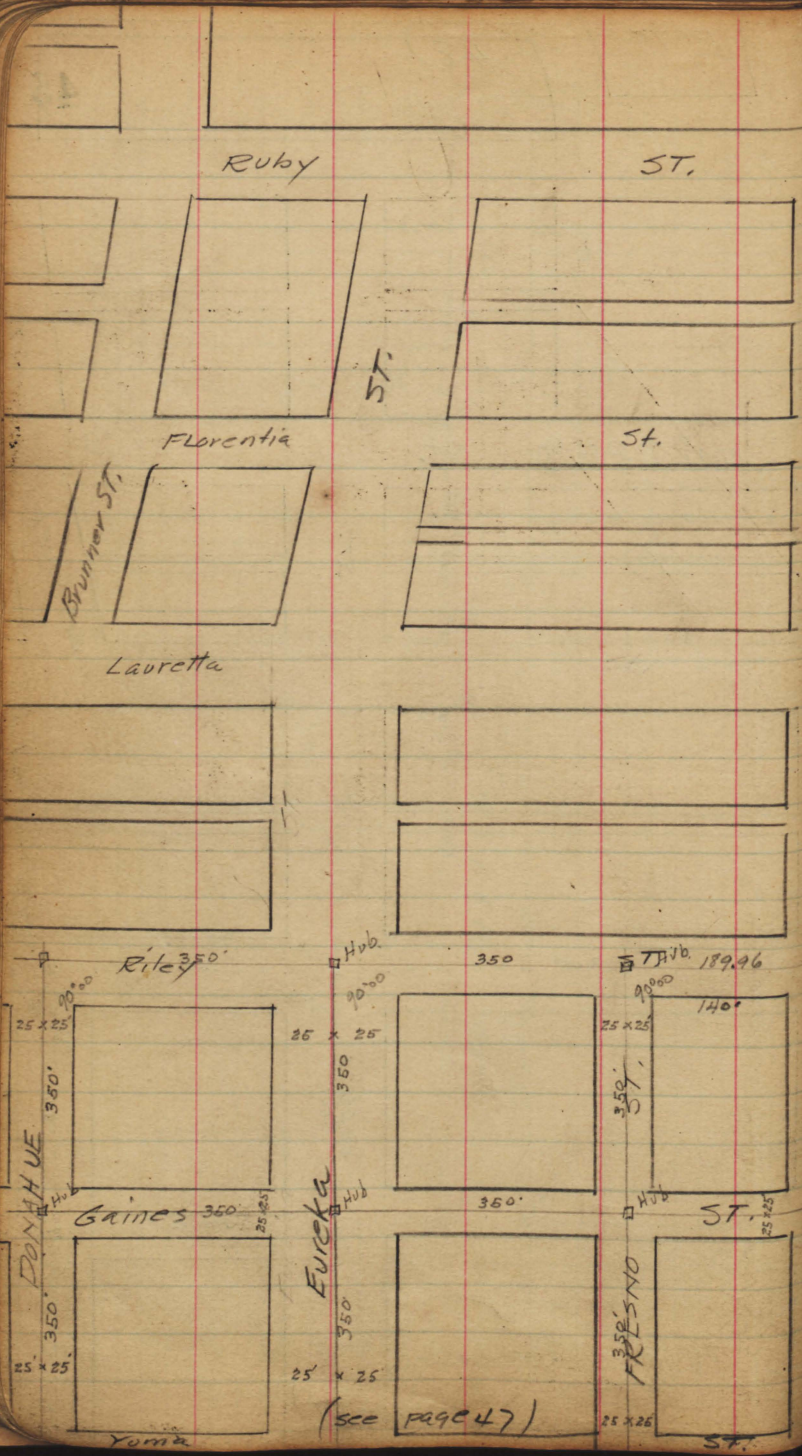 Ruby ST.
ST.
Florentia St.
Brunner ST.
Lauretta
Riley 350' Hub. 350 ST. Hub. 189.96
90°00 90°00 90°00 140'
25 x 25' 25 x 25 25 x 25'
350' 350 350' ST.
DONAHUE Hub Eureka Hub Hub
Gaines 350' 25 x 25' 350' ST. 25 x 25
350' 350' 350' FRESNO
25' x 25' 25' x 25
(see page 47) 25 x 25
Yuma ST.